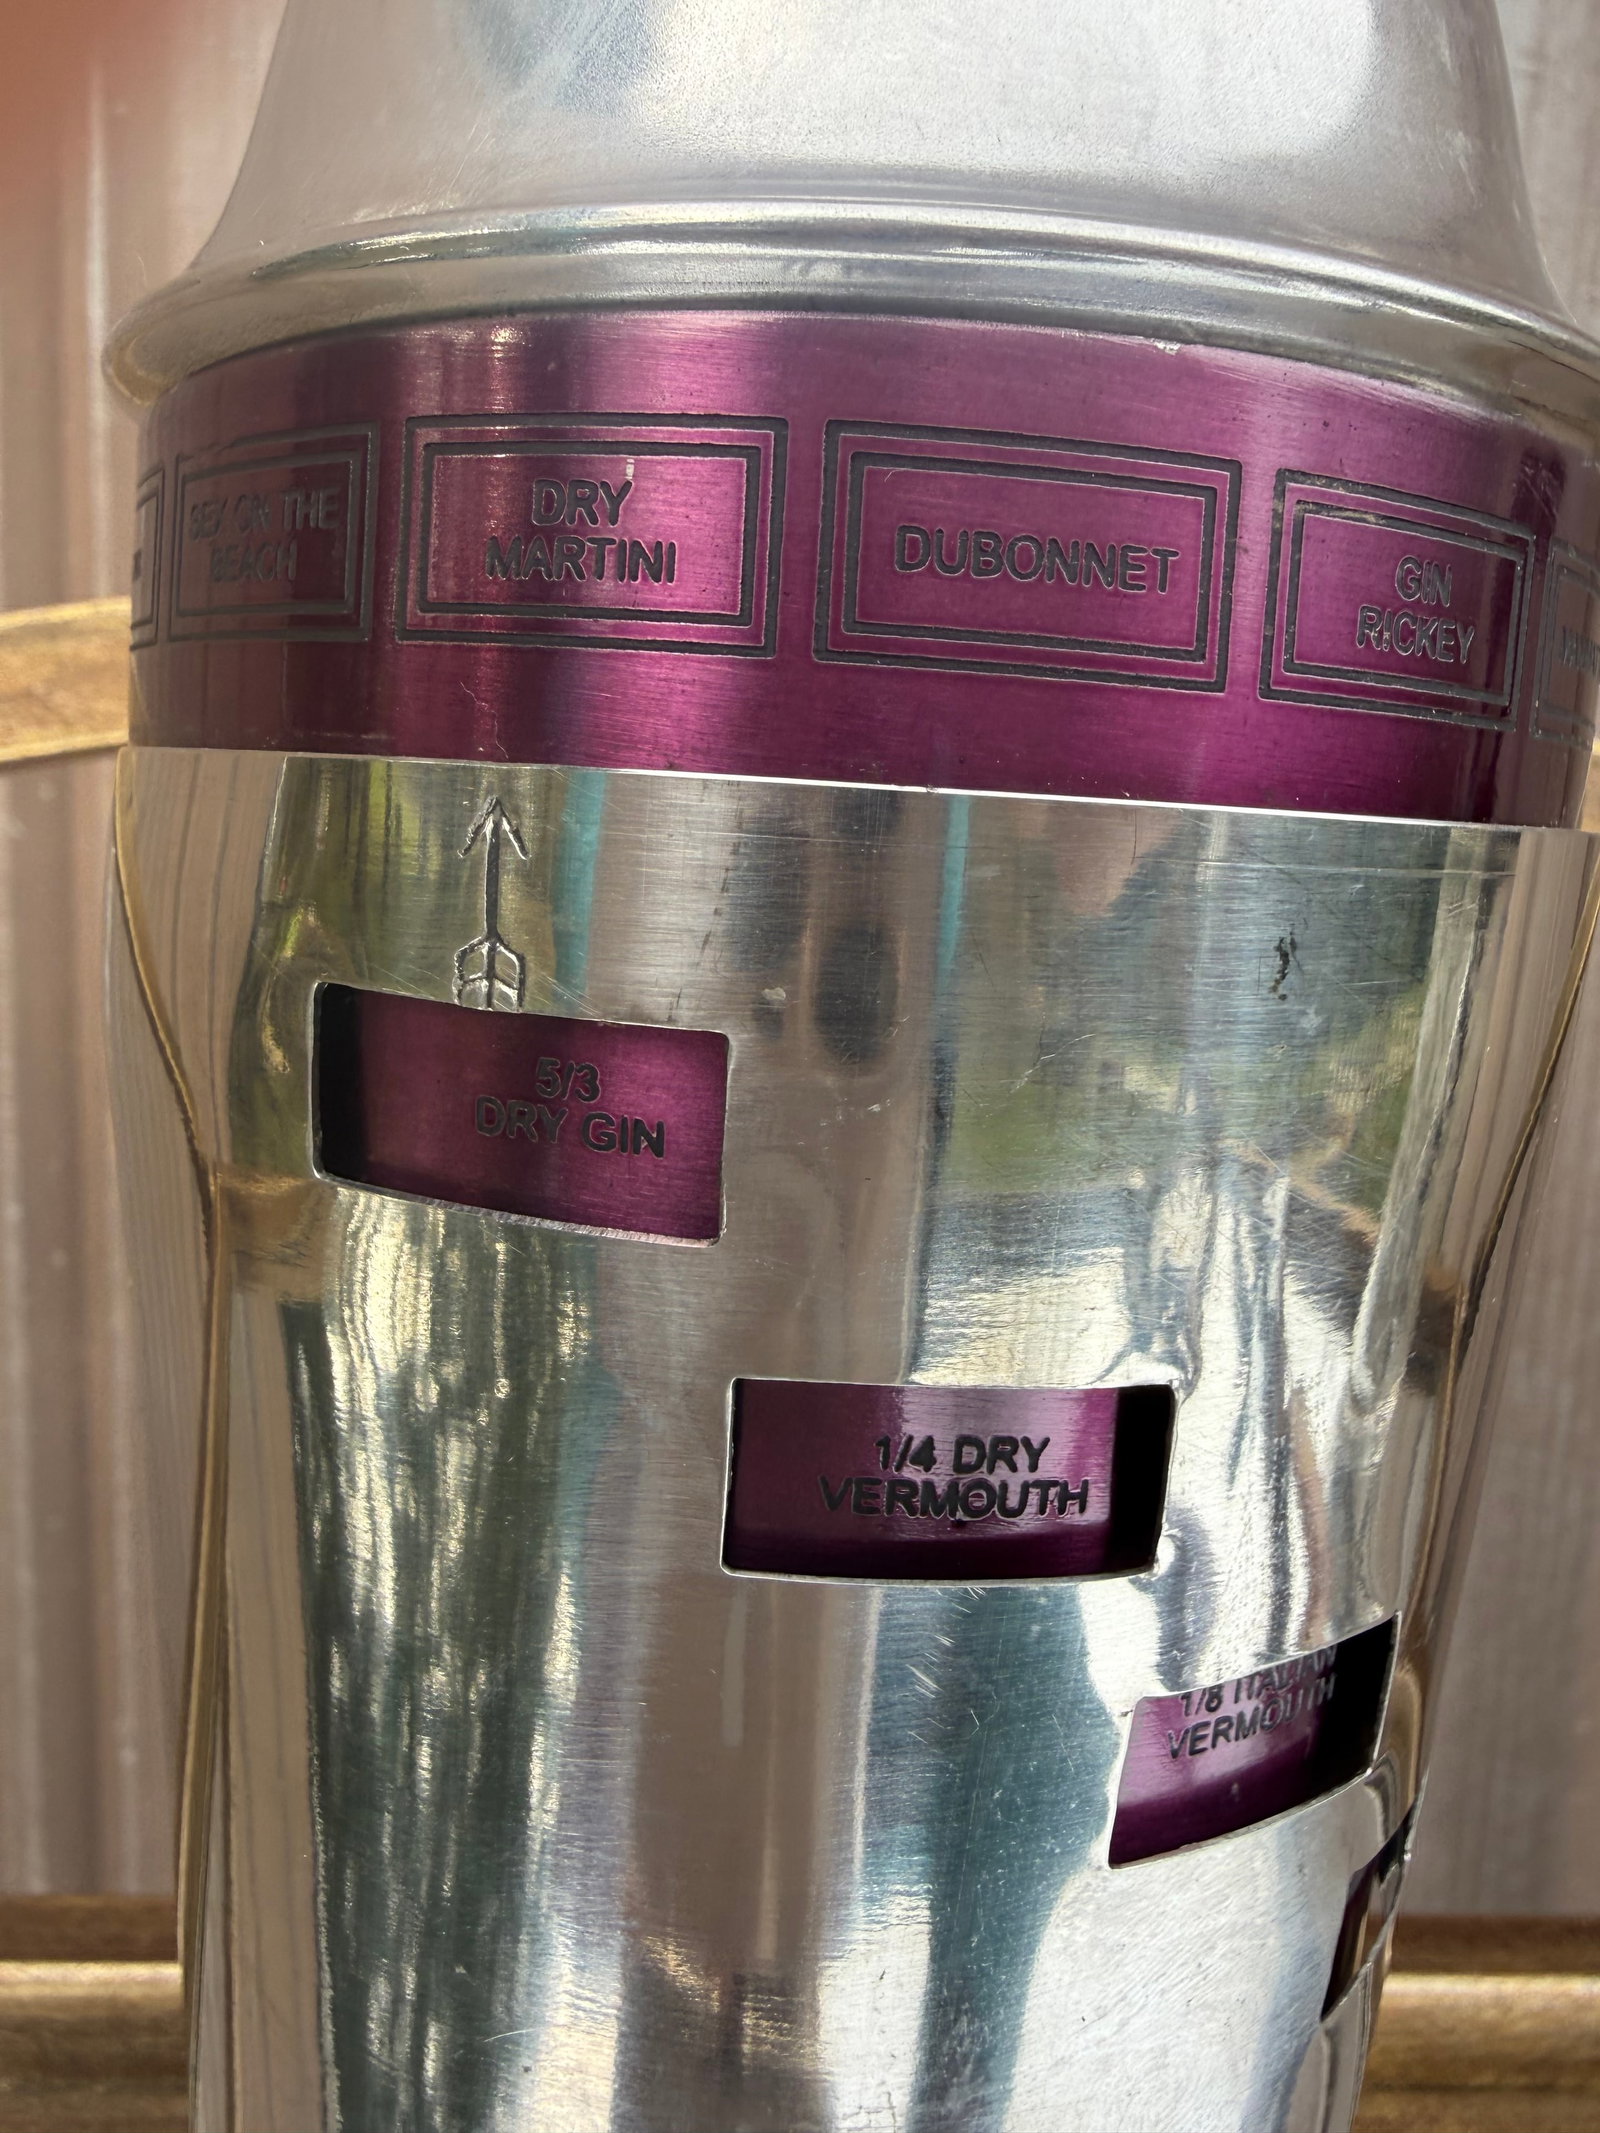 SEX ON THE
BEACH
DRY
MARTINI
DUBONNET
GIN
RICKEY
5/3
DRY GIN
1/4 DRY
VERMOUTH
1/8 ITALIAN
VERMOUTH